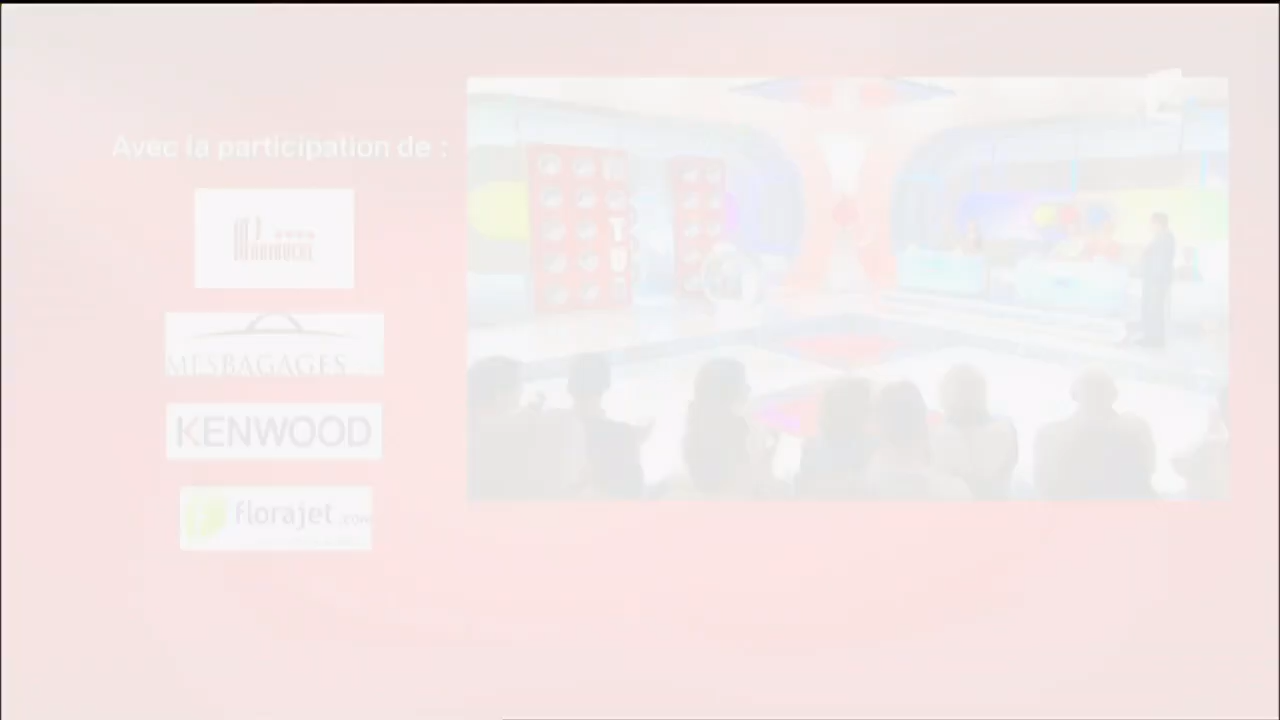 Avec la participation de :
MESBAGAGES
KENWOOD
florajet.com